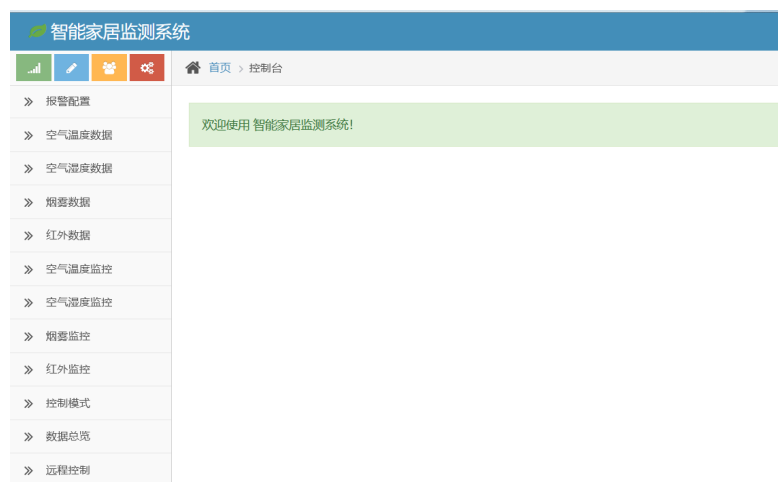 智能家居监测系统
首页 > 控制台
报警配置
欢迎使用 智能家居监测系统!
空气温度数据
空气湿度数据
烟雾数据
红外数据
空气温度监控
空气湿度监控
烟雾监控
红外监控
控制模式
数据总览
远程控制